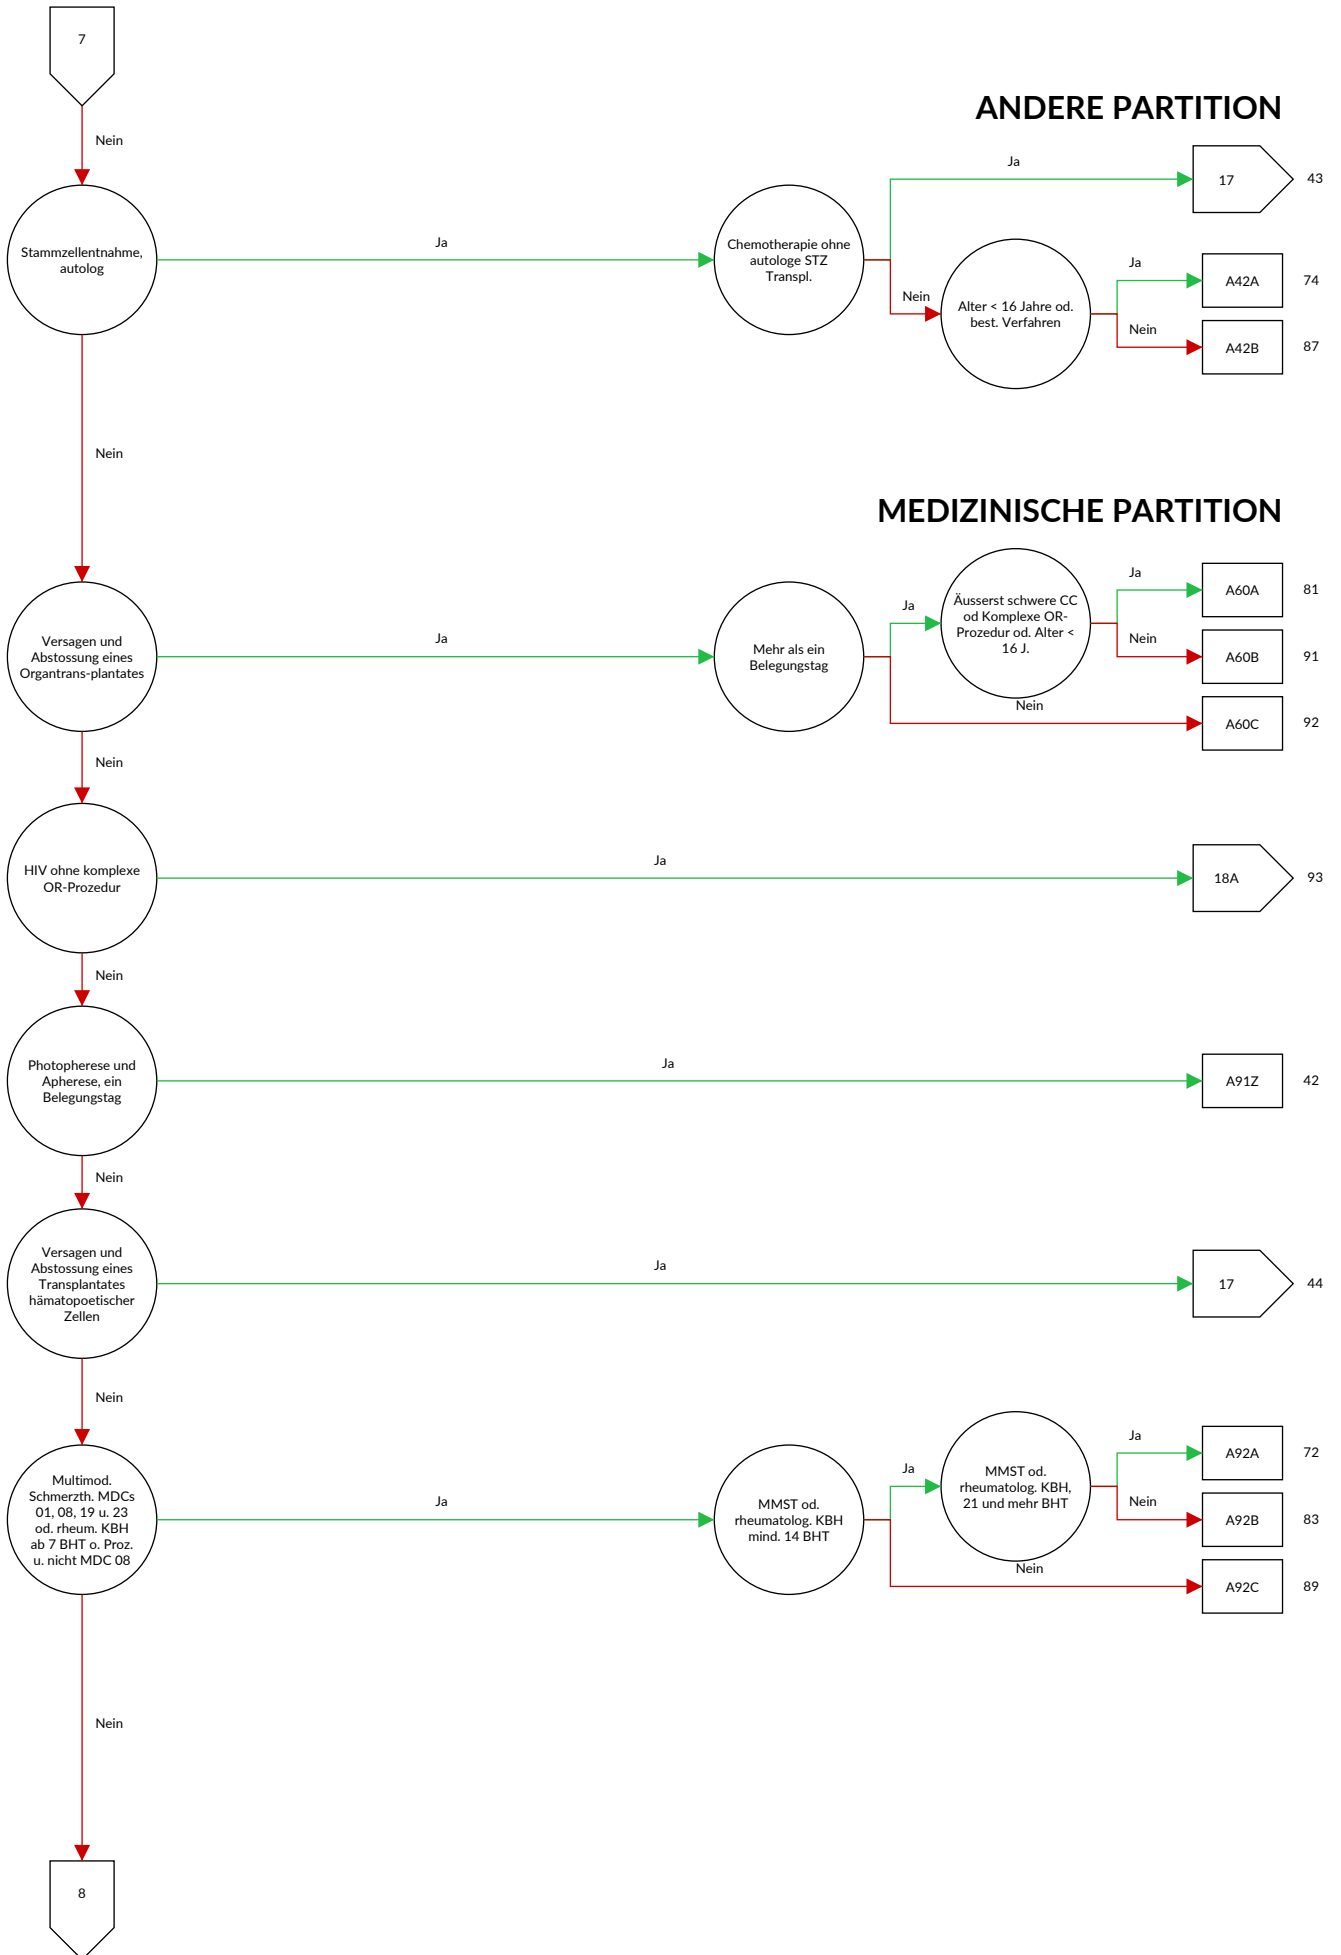 7
Nein
ANDERE PARTITION
Ja
17
43
Stammzellentnahme,
autolog
Ja
Chemotherapie ohne
autologe STZ
Transpl.
Nein
Alter < 16 Jahre od.
best. Verfahren
Ja
A42A
74
Nein
A42B
87
Nein
MEDIZINISCHE PARTITION
Versagen und
Abstossung eines
Organtrans-plantates
Ja
Mehr als ein
Belegungstag
Ja
Äusserst schwere CC
od Komplexe OR-
Prozedur od. Alter <
16 J.
Ja
A60A
81
Nein
A60B
91
Nein
A60C
92
Nein
HIV ohne komplexe
OR-Prozedur
Ja
18A
93
Nein
Photopherese und
Apherese, ein
Belegungstag
Ja
A91Z
42
Nein
Versagen und
Abstossung eines
Transplantates
hämatopoetischer
Zellen
Ja
17
44
Nein
Multimod.
Schmerzth. MDCs
01, 08, 19 u. 23
od. rheum. KBH
ab 7 BHT o. Proz.
u. nicht MDC 08
Ja
MMST od.
rheumatolog. KBH
mind. 14 BHT
Ja
MMST od.
rheumatolog. KBH,
21 und mehr BHT
Ja
A92A
72
Nein
A92B
83
Nein
A92C
89
Nein
8